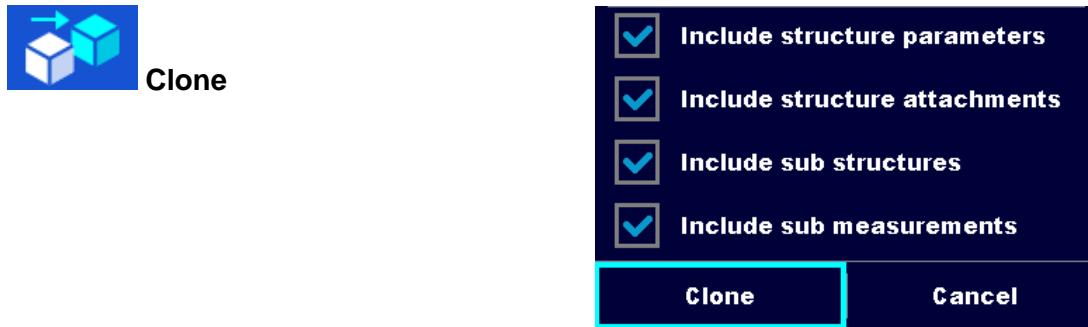 Clone
Include structure parameters
Include structure attachments
Include sub structures
Include sub measurements
Clone Cancel